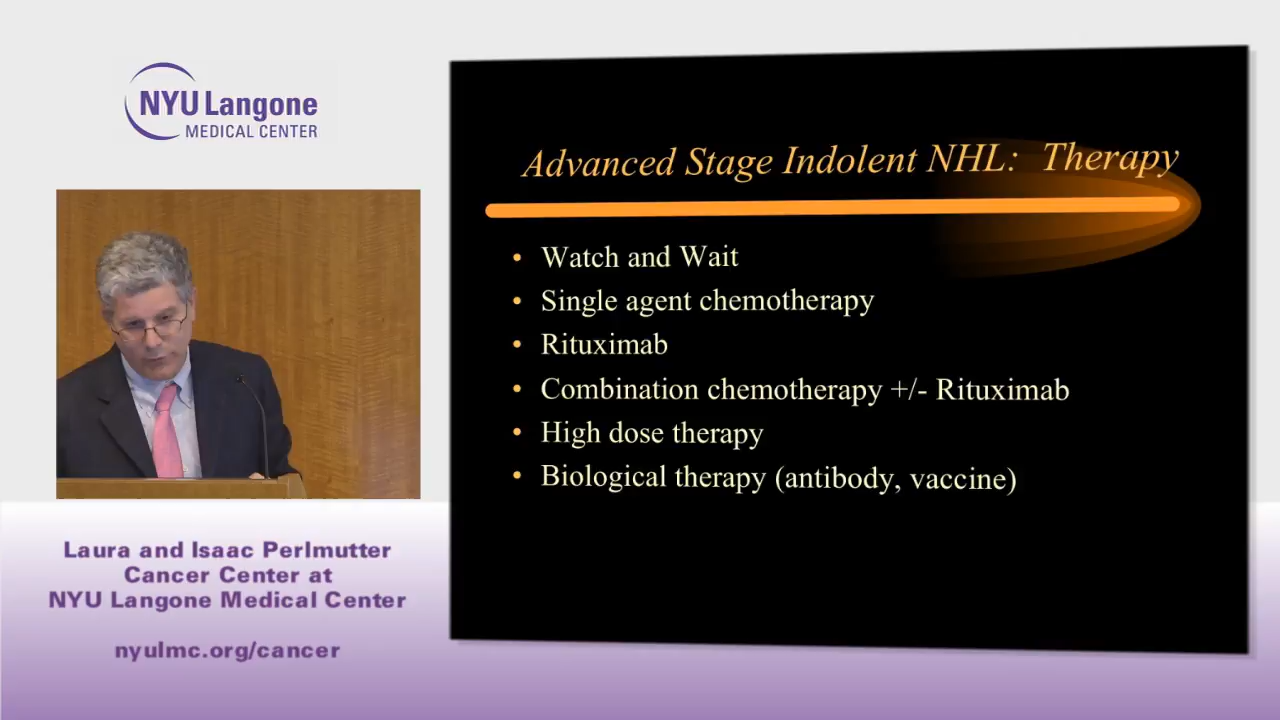 NYU Langone
MEDICAL CENTER
Advanced Stage Indolent NHL: Therapy
• Watch and Wait
• Single agent chemotherapy
• Rituximab
• Combination chemotherapy +/- Rituximab
• High dose therapy
• Biological therapy (antibody, vaccine)
Laura and Isaac Perlmutter
Cancer Center at
NYU Langone Medical Center
nyulmc.org/cancer